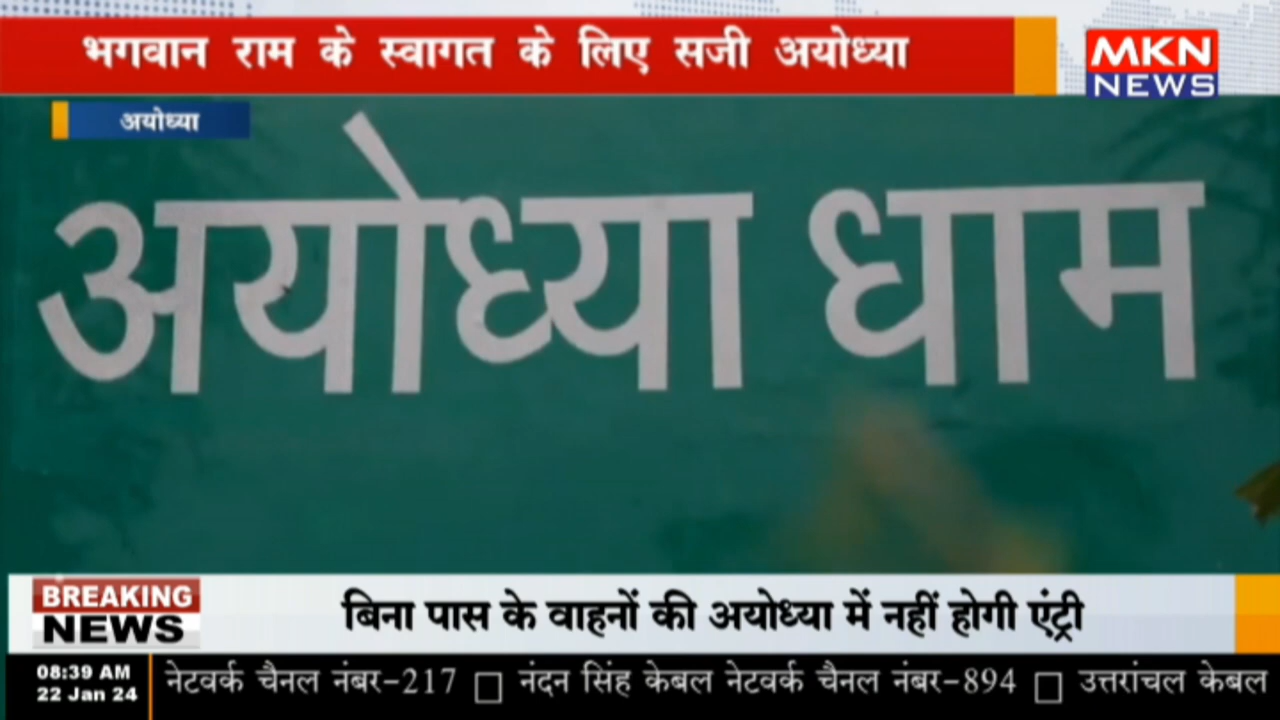 भगवान राम के स्वागत के लिए सजी अयोध्या
MKN
NEWS
अयोध्या
अयोध्या धाम
BREAKING
NEWS
बिना पास के वाहनों की अयोध्या में नहीं होगी एंट्री
08:39 AM
22 Jan 24
नेटवर्क चैनल नंबर-217 □ नंदन सिंह केबल नेटवर्क चैनल नंबर-894 □ उत्तरांचल केबल